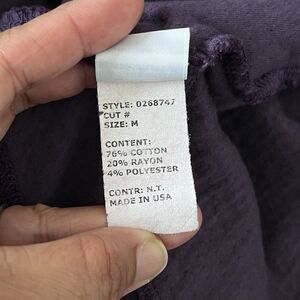 STYLE: 0268747
CUT #
SIZE: M
CONTENT:
76% COTTON
20% RAYON
4% POLYESTER
CONTR: N.T.
MADE IN USA